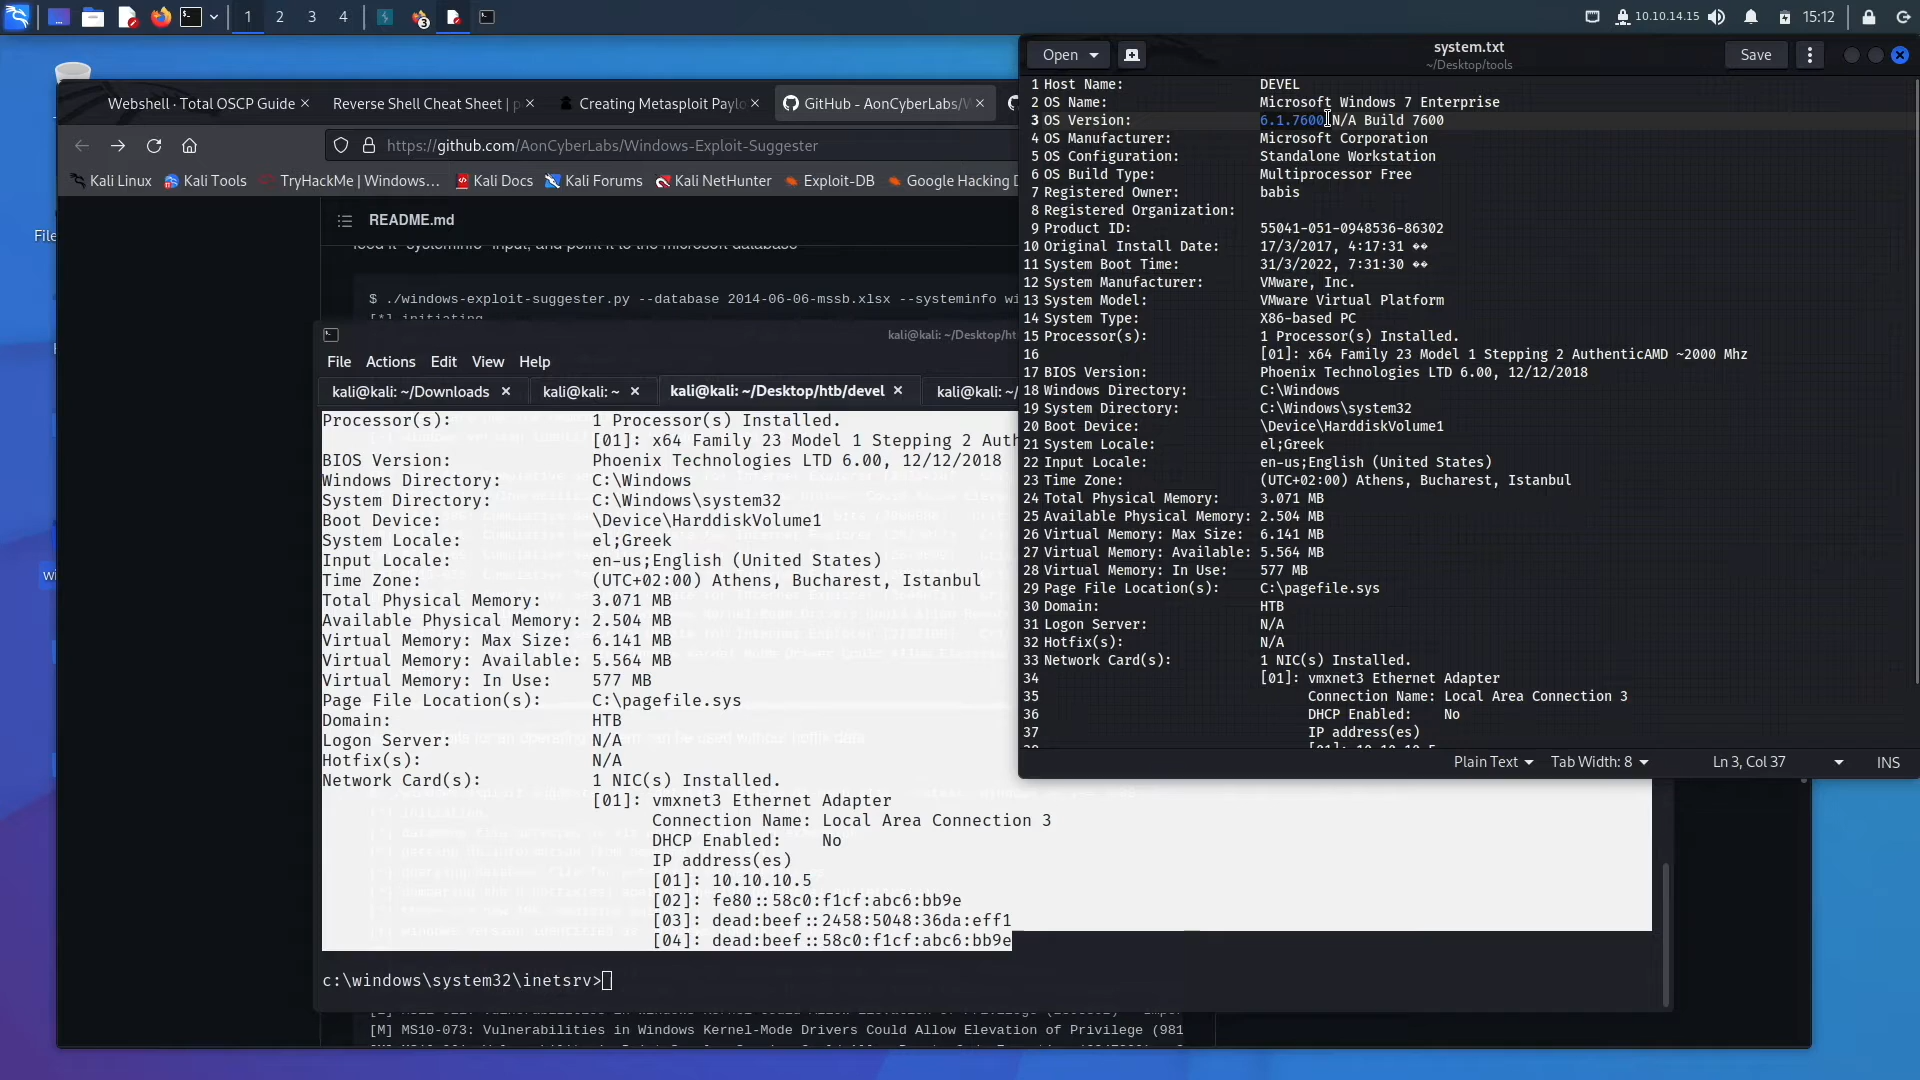 1
2
3
4
3
10.10.14.15
15:12
Webshell · Total OSCP Guide ×
Reverse Shell Cheat Sheet | p ×
Creating Metasploit Paylo ×
GitHub - AonCyberLabs/W ×
https://github.com/AonCyberLabs/Windows-Exploit-Suggester
Kali Linux
Kali Tools
TryHackMe | Windows...
Kali Docs
Kali Forums
Kali NetHunter
Exploit-DB
Google Hacking D
File
README.md
feed it "systeminfo" input, and point it to the microsoft database
$ ./windows-exploit-suggester.py --database 2014-06-06-mssb.xlsx --systeminfo wi
[*] initiating
kali@kali: ~/Desktop/ht
File Actions Edit View Help
kali@kali: ~/Downloads ×
kali@kali: ~ ×
kali@kali: ~/Desktop/htb/devel ×
kali@kali: ~/
Processor(s): 1 Processor(s) Installed.
[01]: x64 Family 23 Model 1 Stepping 2 Auth
BIOS Version: Phoenix Technologies LTD 6.00, 12/12/2018
Windows Directory: C:\Windows
System Directory: C:\Windows\system32
Boot Device: \Device\HarddiskVolume1
System Locale: el;Greek
Input Locale: en-us;English (United States)
Time Zone: (UTC+02:00) Athens, Bucharest, Istanbul
Total Physical Memory: 3.071 MB
Available Physical Memory: 2.504 MB
Virtual Memory: Max Size: 6.141 MB
Virtual Memory: Available: 5.564 MB
Virtual Memory: In Use: 577 MB
Page File Location(s): C:\pagefile.sys
Domain: HTB
Logon Server: N/A
Hotfix(s): N/A
Network Card(s): 1 NIC(s) Installed.
[01]: vmxnet3 Ethernet Adapter
Connection Name: Local Area Connection 3
DHCP Enabled: No
IP address(es)
[01]: 10.10.10.5
[02]: fe80::58c0:f1cf:abc6:bb9e
[03]: dead:beef::2458:5048:36da:eff1
[04]: dead:beef::58c0:f1cf:abc6:bb9e
c:\windows\system32\inetsrv>
[M] MS10-073: Vulnerabilities in Windows Kernel-Mode Drivers Could Allow Elevation of Privilege (981
Open
system.txt
~/Desktop/tools
Save
1 Host Name: DEVEL
2 OS Name: Microsoft Windows 7 Enterprise
3 OS Version: 6.1.7600 N/A Build 7600
4 OS Manufacturer: Microsoft Corporation
5 OS Configuration: Standalone Workstation
6 OS Build Type: Multiprocessor Free
7 Registered Owner: babis
8 Registered Organization:
9 Product ID: 55041-051-0948536-86302
10 Original Install Date: 17/3/2017, 4:17:31 ��
11 System Boot Time: 31/3/2022, 7:31:30 ��
12 System Manufacturer: VMware, Inc.
13 System Model: VMware Virtual Platform
14 System Type: X86-based PC
15 Processor(s): 1 Processor(s) Installed.
16 [01]: x64 Family 23 Model 1 Stepping 2 AuthenticAMD ~2000 Mhz
17 BIOS Version: Phoenix Technologies LTD 6.00, 12/12/2018
18 Windows Directory: C:\Windows
19 System Directory: C:\Windows\system32
20 Boot Device: \Device\HarddiskVolume1
21 System Locale: el;Greek
22 Input Locale: en-us;English (United States)
23 Time Zone: (UTC+02:00) Athens, Bucharest, Istanbul
24 Total Physical Memory: 3.071 MB
25 Available Physical Memory: 2.504 MB
26 Virtual Memory: Max Size: 6.141 MB
27 Virtual Memory: Available: 5.564 MB
28 Virtual Memory: In Use: 577 MB
29 Page File Location(s): C:\pagefile.sys
30 Domain: HTB
31 Logon Server: N/A
32 Hotfix(s): N/A
33 Network Card(s): 1 NIC(s) Installed.
34 [01]: vmxnet3 Ethernet Adapter
35 Connection Name: Local Area Connection 3
36 DHCP Enabled: No
37 IP address(es)
Plain Text
Tab Width: 8
Ln 3, Col 37
INS